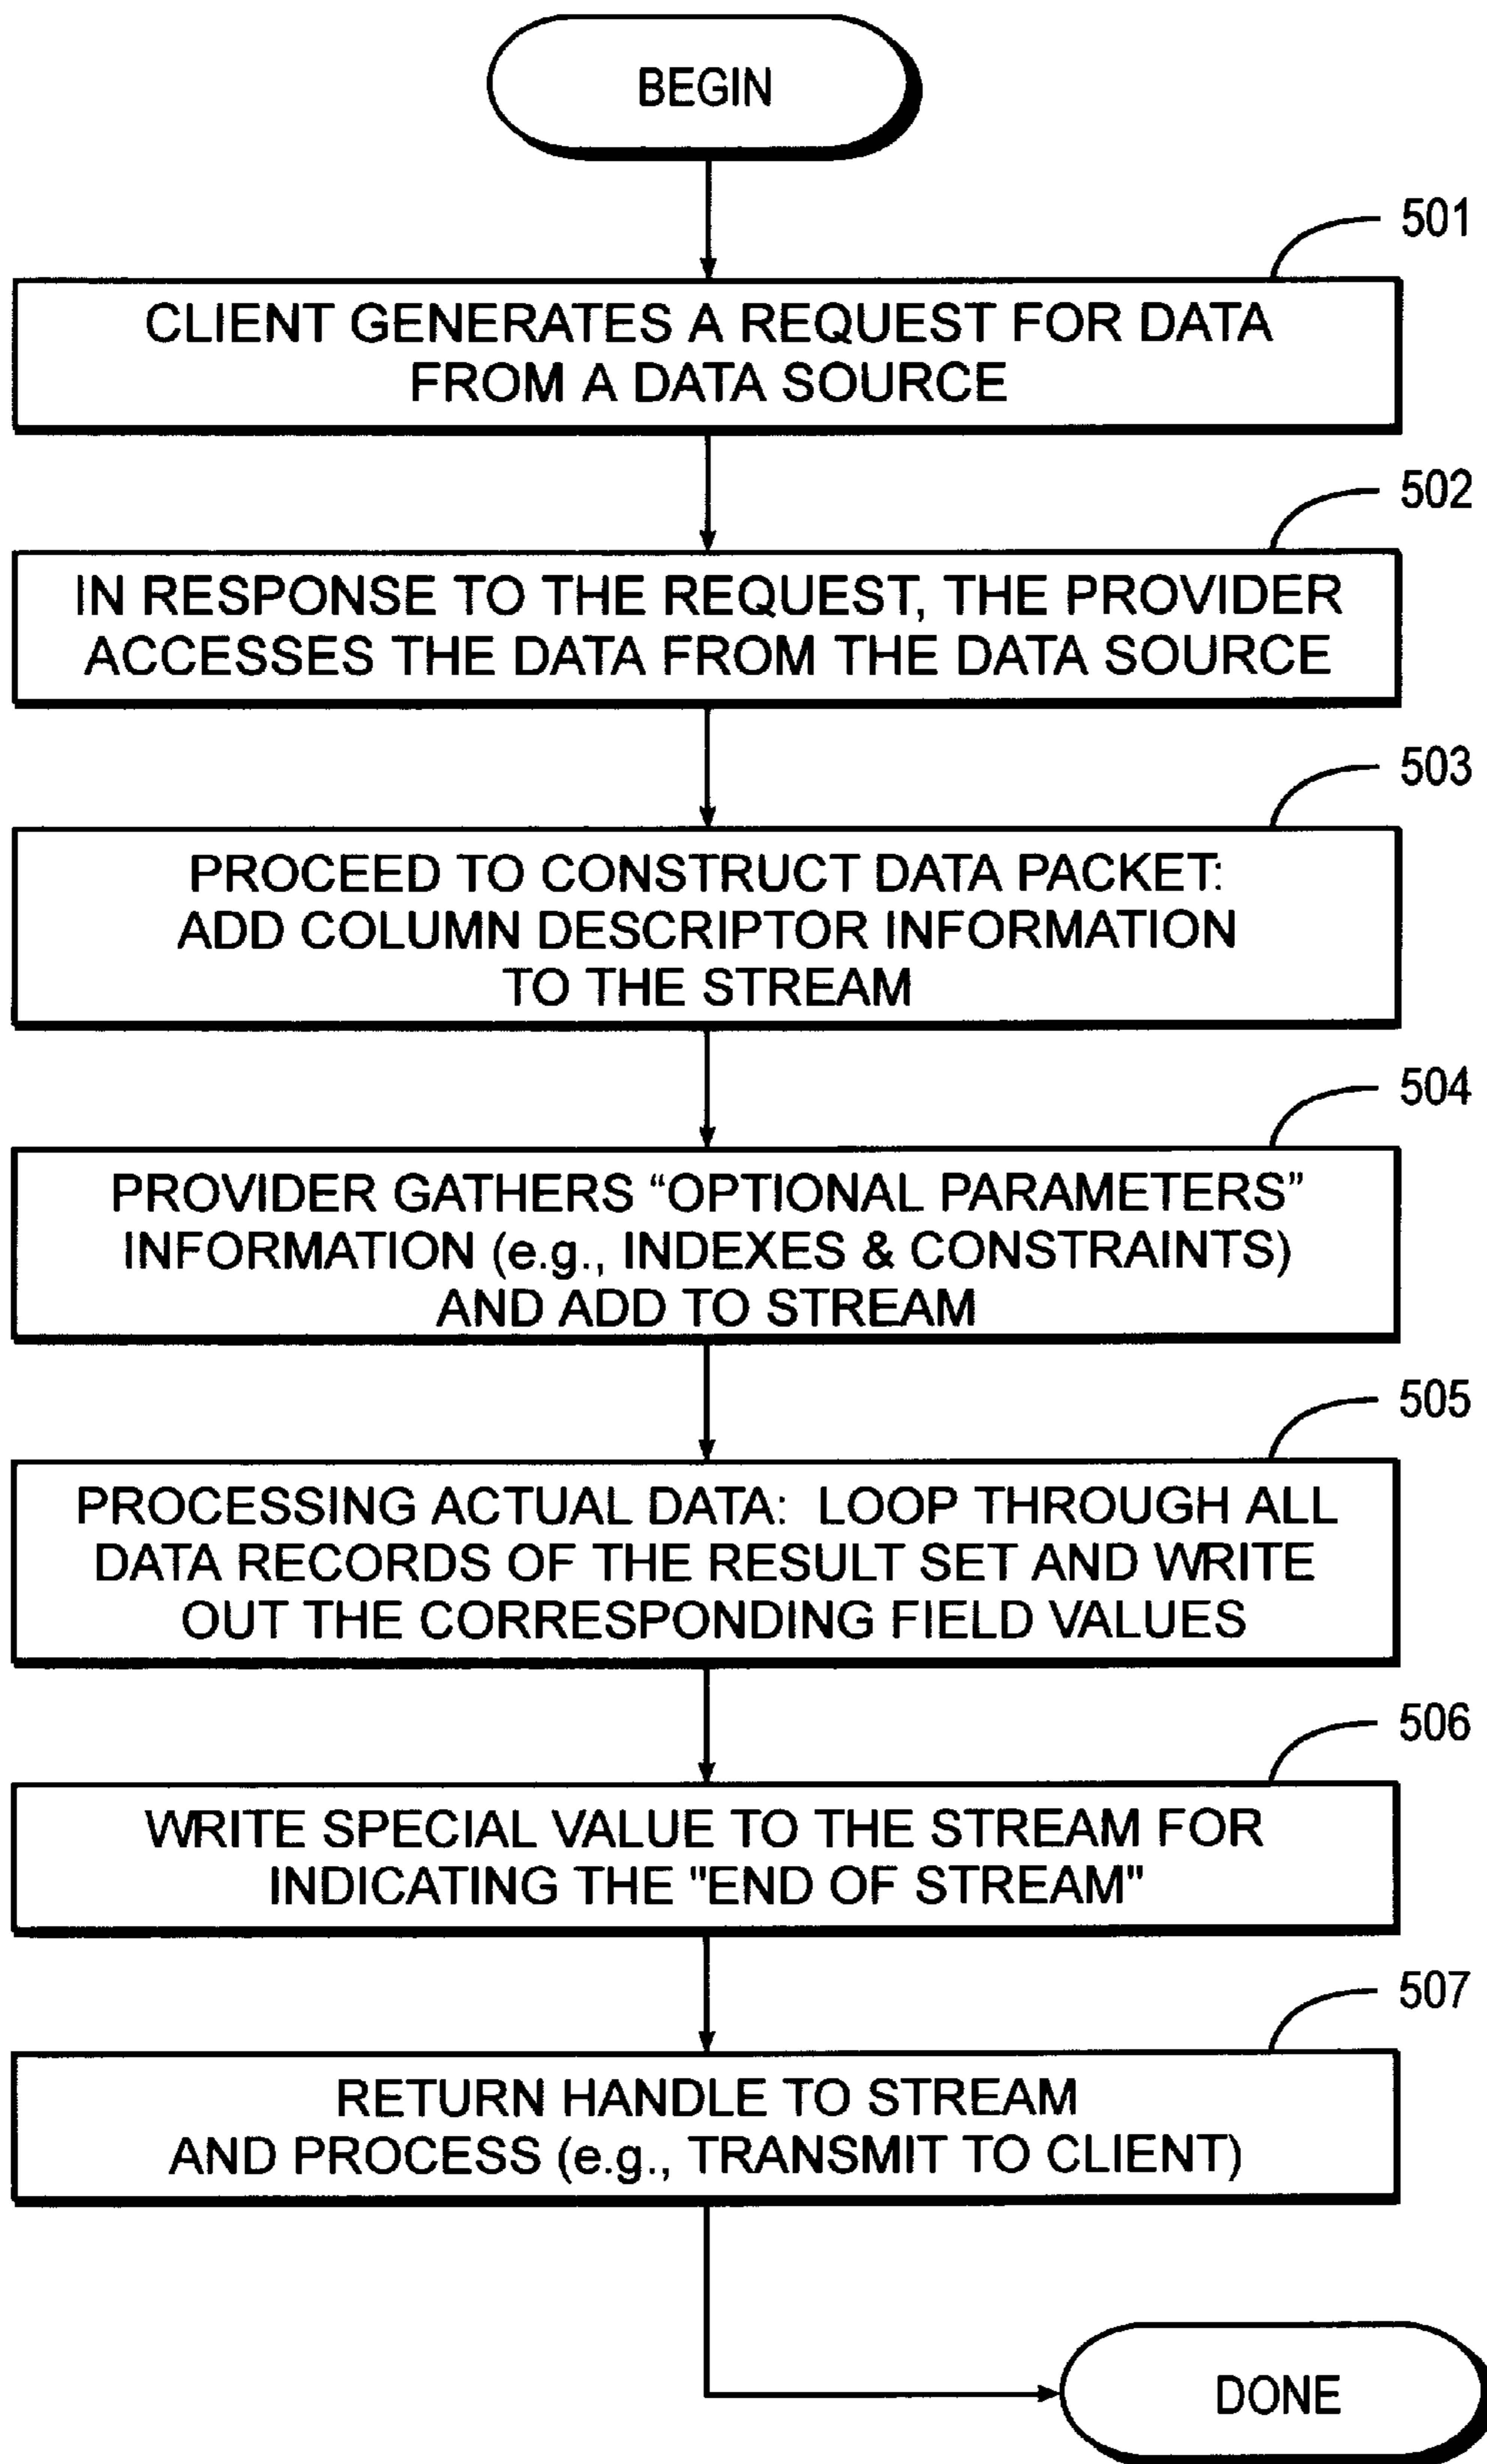 BEGIN
501
CLIENT GENERATES A REQUEST FOR DATA
FROM A DATA SOURCE
502
IN RESPONSE TO THE REQUEST, THE PROVIDER
ACCESSES THE DATA FROM THE DATA SOURCE
503
PROCEED TO CONSTRUCT DATA PACKET:
ADD COLUMN DESCRIPTOR INFORMATION
TO THE STREAM
504
PROVIDER GATHERS “OPTIONAL PARAMETERS”
INFORMATION (e.g., INDEXES & CONSTRAINTS)
AND ADD TO STREAM
505
PROCESSING ACTUAL DATA: LOOP THROUGH ALL
DATA RECORDS OF THE RESULT SET AND WRITE
OUT THE CORRESPONDING FIELD VALUES
506
WRITE SPECIAL VALUE TO THE STREAM FOR
INDICATING THE "END OF STREAM"
507
RETURN HANDLE TO STREAM
AND PROCESS (e.g., TRANSMIT TO CLIENT)
DONE